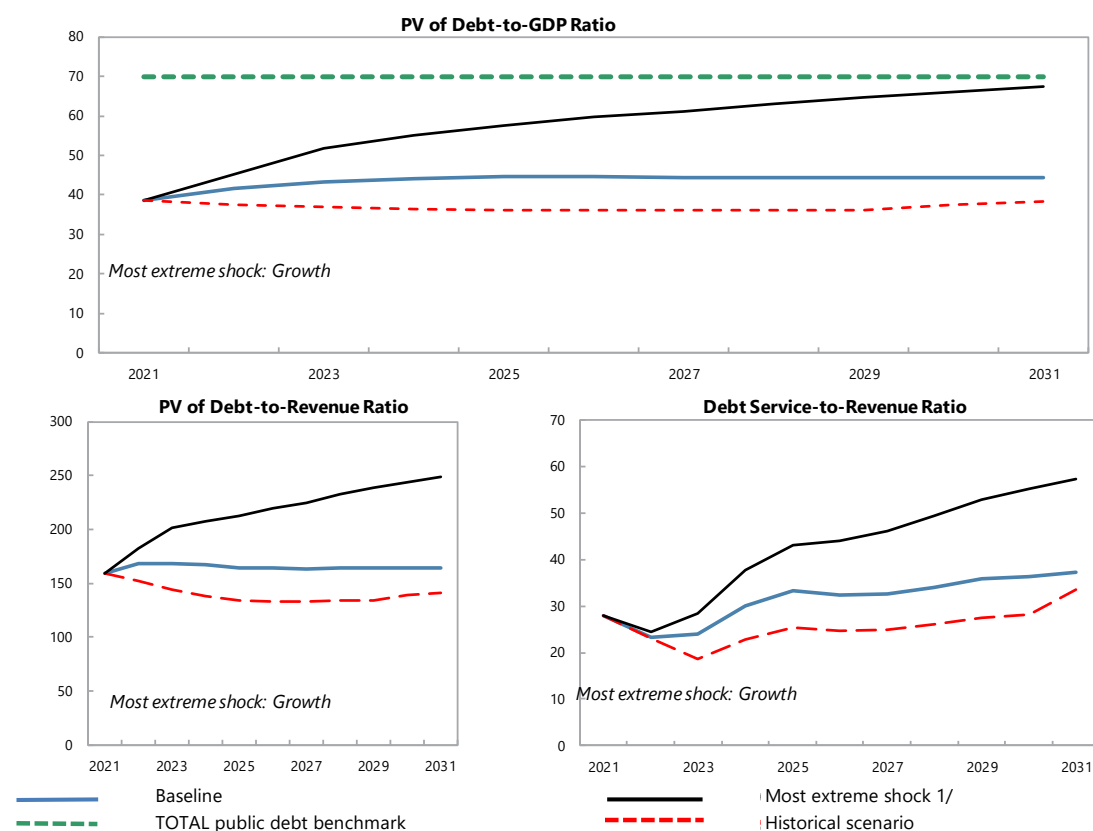 PV of Debt-to-GDP Ratio
80
70
60
50
40
30
20
10
0
Most extreme shock: Growth
2021 2023 2025 2027 2029 2031
PV of Debt-to-Revenue Ratio
300
250
200
150
100
50
0
Most extreme shock: Growth
2021 2023 2025 2027 2029 2031
Debt Service-to-Revenue Ratio
70
60
50
40
30
20
10
0
Most extreme shock: Growth
2021 2023 2025 2027 2029 2031
Baseline
Most extreme shock 1/
TOTAL public debt benchmark
Historical scenario